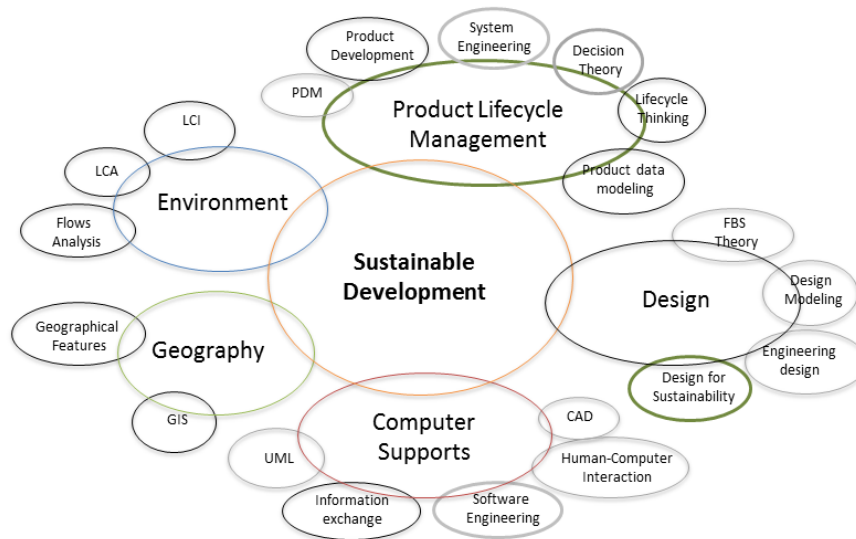 System
Engineering
Product
Development
Decision
Theory
PDM
Lifecycle
Thinking
Product Lifecycle
Management
LCI
LCA
Product data
modeling
Environment
Flows
Analysis
FBS
Theory
Sustainable
Development
Design
Design
Modeling
Geographical
Features
Geography
Engineering
design
Design for
Sustainability
GIS
Computer
Supports
CAD
UML
Human-Computer
Interaction
Information
exchange
Software
Engineering